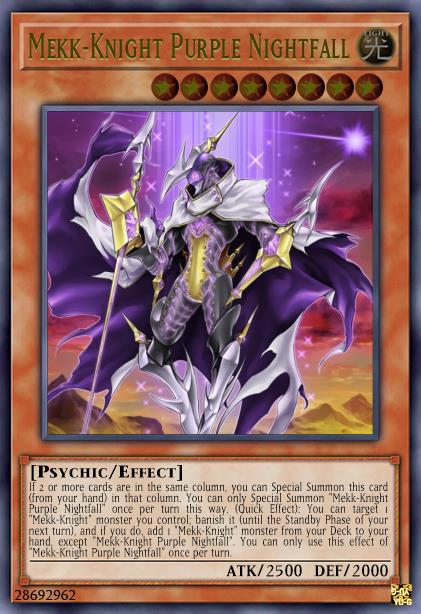 Mekk-Knight Purple Nightfall
LIGHT
光
[Psychic/Effect]
If 2 or more cards are in the same column, you can Special Summon this card
(from your hand) in that column. You can only Special Summon "Mekk-Knight
Purple Nightfall" once per turn this way. (Quick Effect): You can target 1
"Mekk-Knight" monster you control; banish it (until the Standby Phase of your
next turn), and if you do, add 1 "Mekk-Knight" monster from your Deck to your
hand, except "Mekk-Knight Purple Nightfall". You can only use this effect of
"Mekk-Knight Purple Nightfall" once per turn.
ATK/2500 DEF/2000
28692962